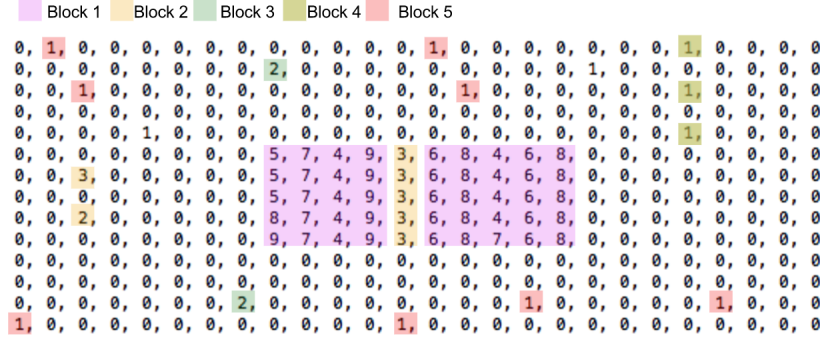 Block 1 Block 2 Block 3 Block 4 Block 5
0, 1, 0, 0, 0, 0, 0, 0, 0, 0, 0, 0, 0, 1, 0, 0, 0, 0, 0, 0, 0, 1, 0, 0, 0, 0
0, 0, 0, 0, 0, 0, 0, 0, 2, 0, 0, 0, 0, 0, 0, 0, 0, 0, 1, 0, 0, 0, 0, 0, 0, 0
0, 0, 1, 0, 0, 0, 0, 0, 0, 0, 0, 0, 0, 0, 1, 0, 0, 0, 0, 0, 0, 1, 0, 0, 0, 0
0, 0, 0, 0, 0, 0, 0, 0, 0, 0, 0, 0, 0, 0, 0, 0, 0, 0, 0, 0, 0, 0, 0, 0, 0, 0
0, 0, 0, 0, 1, 0, 0, 0, 0, 0, 0, 0, 0, 0, 0, 0, 0, 0, 0, 0, 0, 1, 0, 0, 0, 0
0, 0, 0, 0, 0, 0, 0, 0, 5, 7, 4, 9, 3, 6, 8, 4, 6, 8, 0, 0, 0, 0, 0, 0, 0, 0
0, 0, 3, 0, 0, 0, 0, 0, 5, 7, 4, 9, 3, 6, 8, 4, 6, 8, 0, 0, 0, 0, 0, 0, 0, 0
0, 0, 0, 0, 0, 0, 0, 0, 5, 7, 4, 9, 3, 6, 8, 4, 6, 8, 0, 0, 0, 0, 0, 0, 0, 0
0, 0, 2, 0, 0, 0, 0, 0, 8, 7, 4, 9, 3, 6, 8, 4, 6, 8, 0, 0, 0, 0, 0, 0, 0, 0
0, 0, 0, 0, 0, 0, 0, 0, 9, 7, 4, 9, 3, 6, 8, 7, 6, 8, 0, 0, 0, 0, 0, 0, 0, 0
0, 0, 0, 0, 0, 0, 0, 0, 0, 0, 0, 0, 0, 0, 0, 0, 0, 0, 0, 0, 0, 0, 0, 0, 0, 0
0, 0, 0, 0, 0, 0, 0, 0, 0, 0, 0, 0, 0, 0, 0, 0, 0, 0, 0, 0, 0, 0, 0, 0, 0, 0
0, 0, 0, 0, 0, 0, 0, 2, 0, 0, 0, 0, 0, 0, 0, 0, 1, 0, 0, 0, 0, 0, 1, 0, 0, 0
1, 0, 0, 0, 0, 0, 0, 0, 0, 0, 0, 0, 1, 0, 0, 0, 0, 0, 0, 0, 0, 0, 0, 0, 0, 0